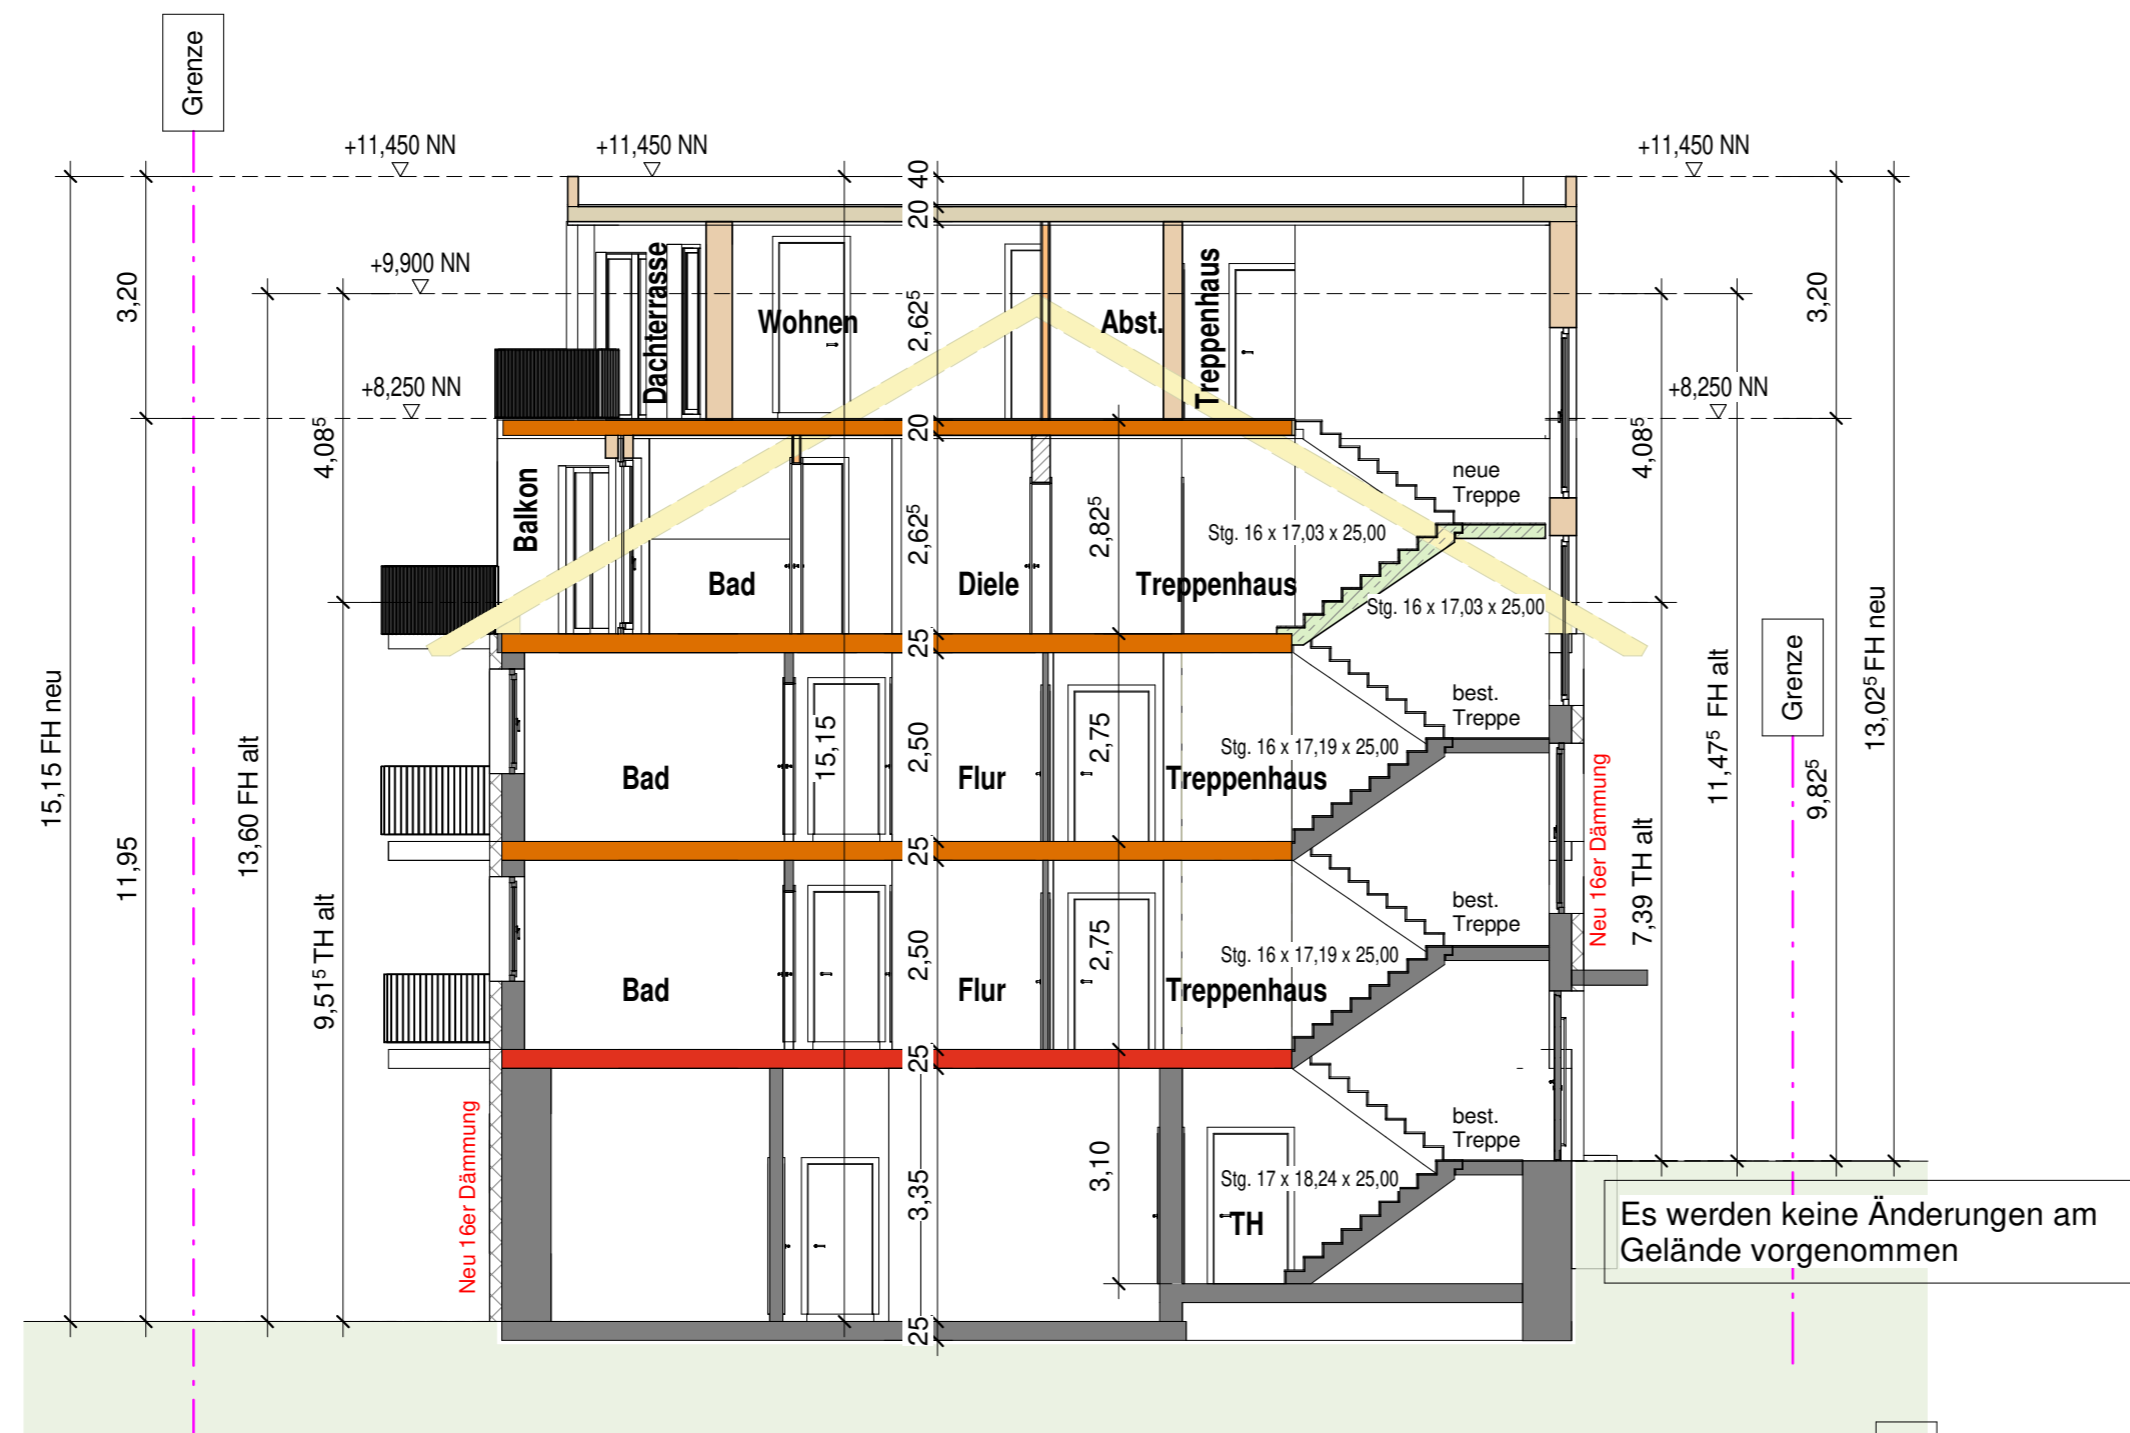 Grenze
+11,450 NN
+11,450 NN
+11,450 NN
40
20
+9,900 NN
3,20
Dachterrasse
Wohnen
2,62⁵
Abst.
Treppenhaus
3,20
+8,250 NN
+8,250 NN
4,08⁵
20
4,08⁵
Balkon
neue
Treppe
2,62⁵
2,82⁵
Stg. 16 x 17,03 x 25,00
Bad
Diele
Treppenhaus
Stg. 16 x 17,03 x 25,00
25
Grenze
15,15 FH neu
13,60 FH alt
15,15
2,50
2,75
best.
Treppe
Stg. 16 x 17,19 x 25,00
Bad
Flur
Treppenhaus
Neu 16er Dämmung
11,47⁵ FH alt
13,02⁵ FH neu
9,82⁵
25
11,95
9,51⁵ TH alt
7,39 TH alt
best.
Treppe
2,50
2,75
Stg. 16 x 17,19 x 25,00
Bad
Flur
Treppenhaus
25
Neu 16er Dämmung
best.
Treppe
3,35
3,10
Stg. 17 x 18,24 x 25,00
TH
Es werden keine Änderungen am
Gelände vorgenommen
25